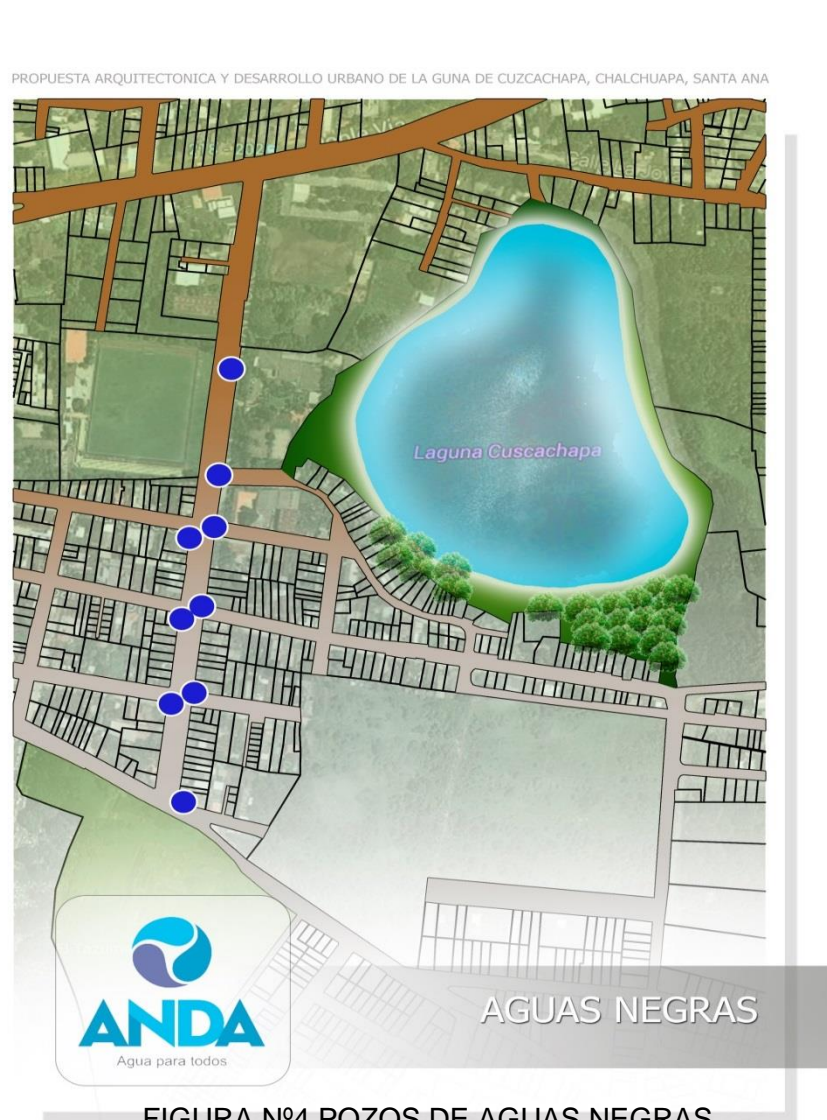 PROPUESTA ARQUITECTONICA Y DESARROLLO URBANO DE LA GUNA DE CUZCACHAPA, CHALCHUAPA, SANTA ANA
Laguna Cuscachapa
ANDA
Agua para todos
AGUAS NEGRAS
FIGURA Nº4 POZOS DE AGUAS NEGRAS